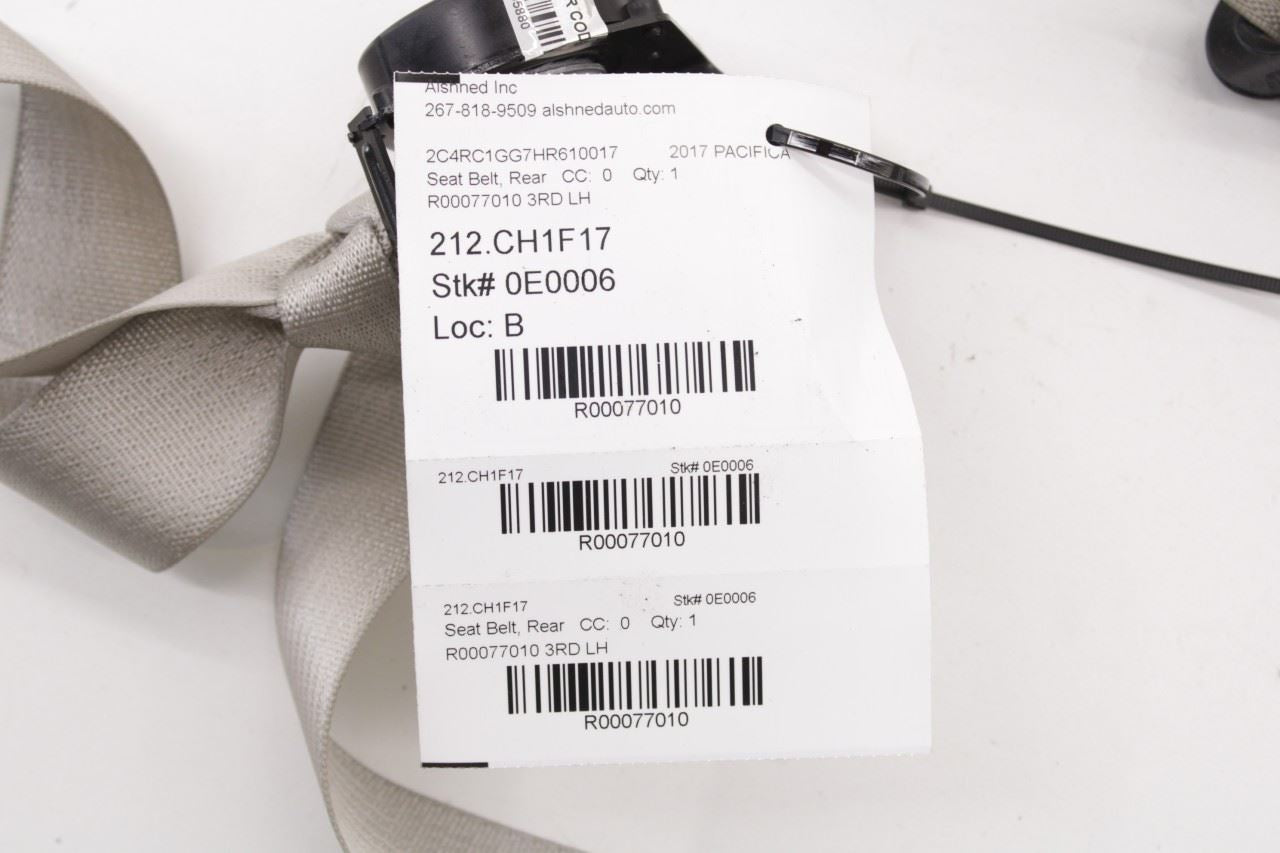 5880
R COD
Alshned Inc
267-818-9509 alshnedauto.com
2C4RC1GG7HR610017 2017 PACIFICA
Seat Belt, Rear CC: 0 Qty: 1
R00077010 3RD LH
212.CH1F17
Stk# 0E0006
Loc: B
R00077010
212.CH1F17 Stk# 0E0006
R00077010
212.CH1F17 Stk# 0E0006
Seat Belt, Rear CC: 0 Qty: 1
R00077010 3RD LH
R00077010